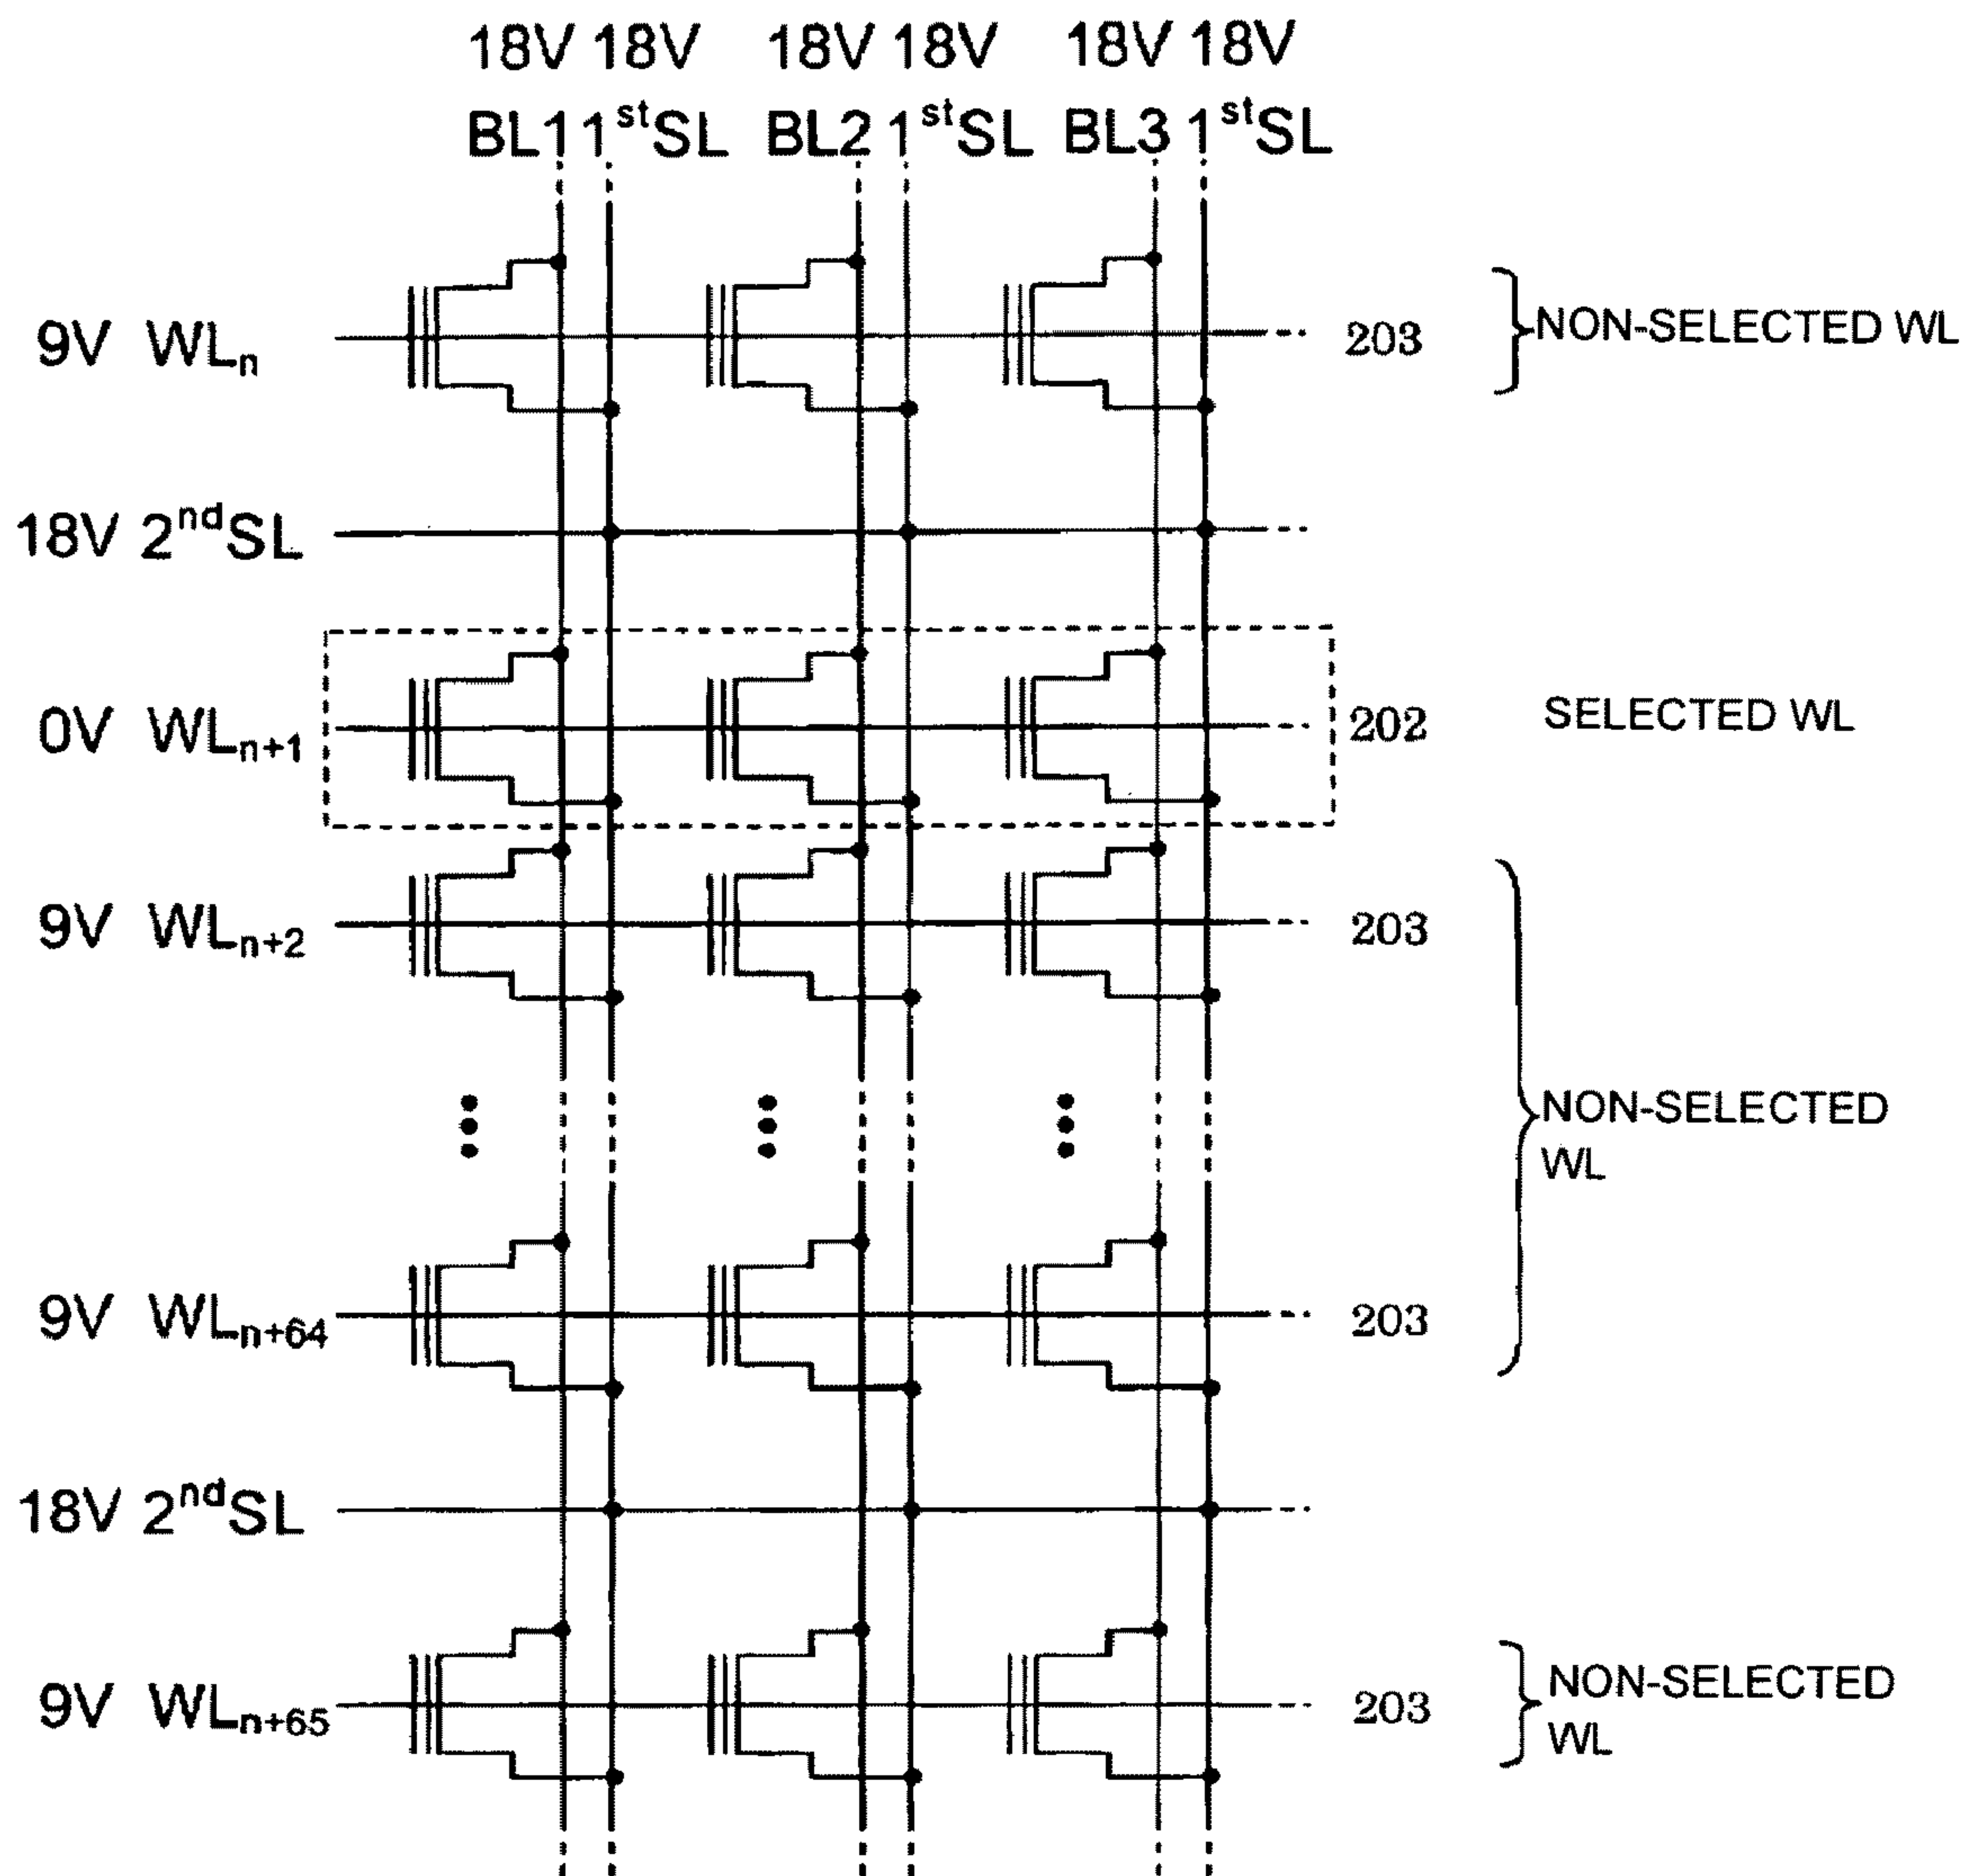 18V 18V 18V 18V 18V 18V
BL1 1stSL BL2 1stSL BL3 1stSL
9V WLn 203 NON-SELECTED WL
18V 2ndSL
0V WLn+1 202 SELECTED WL
9V WLn+2 203
NON-SELECTED
WL
9V WLn+64 203
18V 2ndSL
9V WLn+65 203 NON-SELECTED
WL